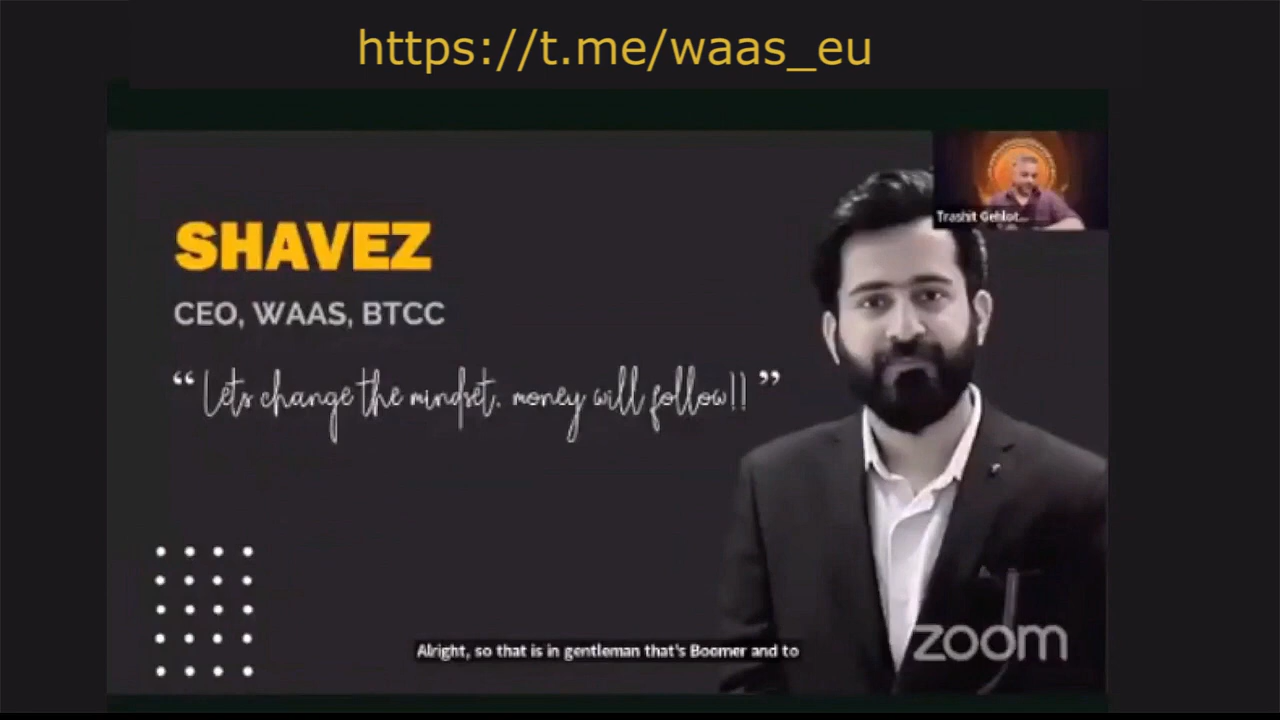 https://t.me/waas_eu
Trashit Gehlot...
SHAVEZ
CEO, WAAS, BTCC
“Lets change the mindset, money will follow!!”
Alright, so that is in gentleman that's Boomer and to
zoom